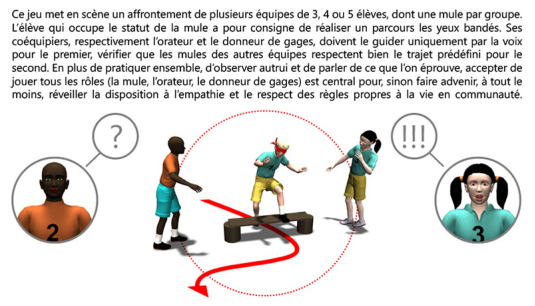 Ce jeu met en scène un affrontement de plusieurs équipes de 3, 4 ou 5 élèves, dont une mule par groupe.
L'élève qui occupe le statut de la mule a pour consigne de réaliser un parcours les yeux bandés. Ses
coéquipiers, respectivement l'orateur et le donneur de gages, doivent le guider uniquement par la voix
pour le premier, vérifier que les mules des autres équipes respectent bien le trajet prédéfini pour le
second. En plus de pratiquer ensemble, d'observer autrui et de parler de ce que l'on éprouve, accepter de
jouer tous les rôles (la mule, l'orateur, le donneur de gages) est central pour, sinon faire advenir, à tout le
moins, réveiller la disposition à l'empathie et le respect des règles propres à la vie en communauté.
?
!!!
2
3